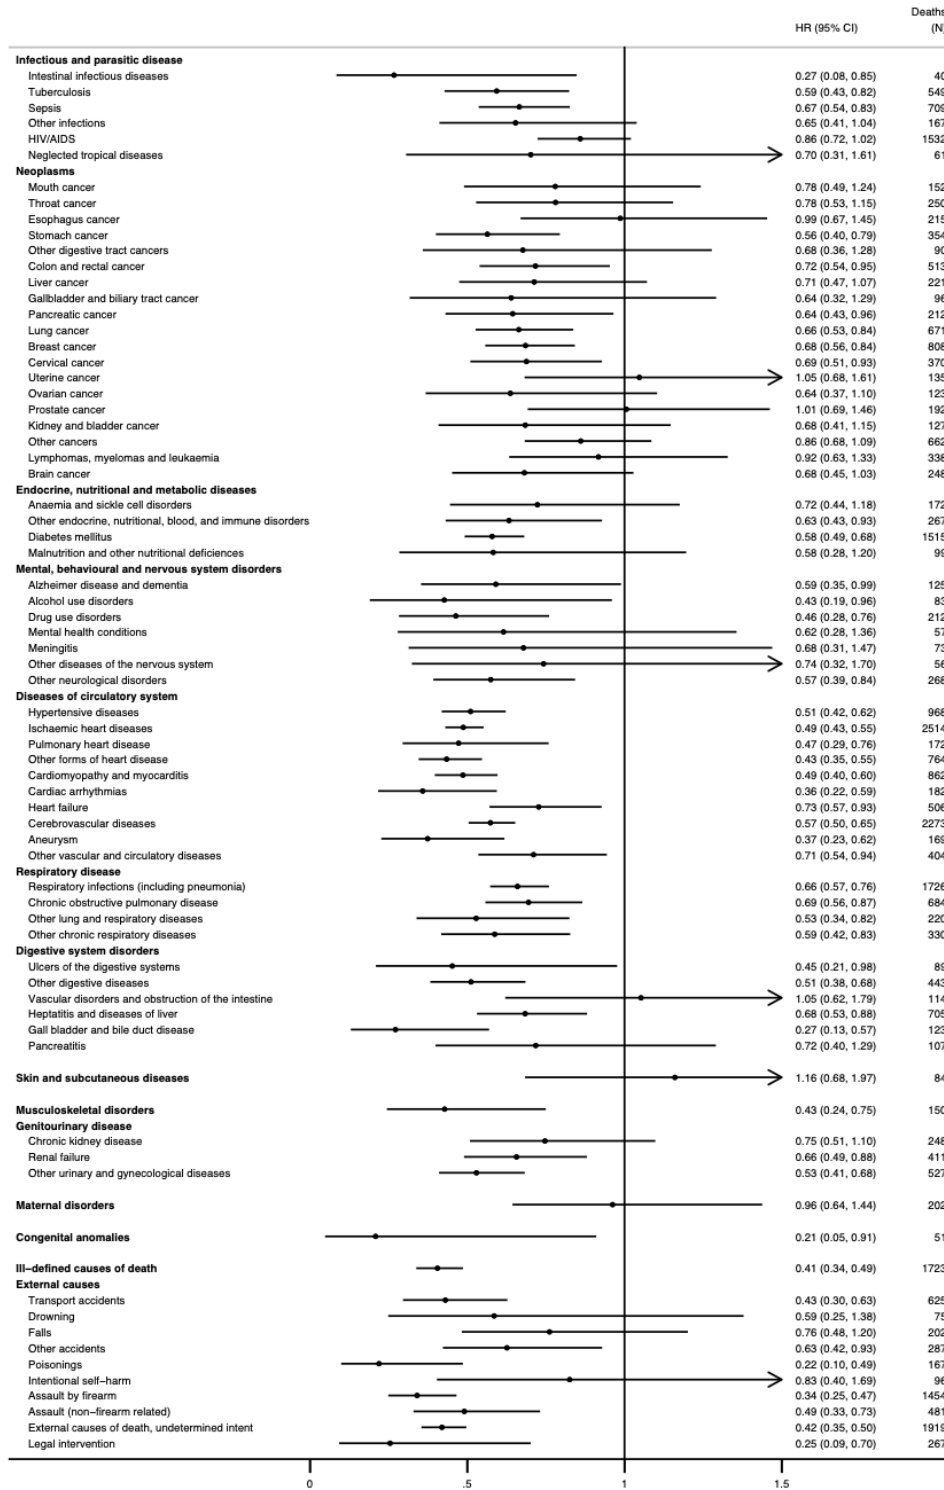 Deaths
HR (95% CI) (N)
Infectious and parasitic disease
Intestinal infectious diseases 0.27 (0.08, 0.85) 40
Tuberculosis 0.59 (0.43, 0.82) 549
Sepsis 0.67 (0.54, 0.83) 709
Other infections 0.65 (0.41, 1.04) 167
HIV/AIDS 0.86 (0.72, 1.02) 1532
Neglected tropical diseases 0.70 (0.31, 1.61) 61
Neoplasms
Mouth cancer 0.78 (0.49, 1.24) 152
Throat cancer 0.78 (0.53, 1.15) 250
Esophagus cancer 0.99 (0.67, 1.45) 215
Stomach cancer 0.56 (0.40, 0.79) 354
Other digestive tract cancers 0.68 (0.36, 1.28) 90
Colon and rectal cancer 0.72 (0.54, 0.95) 513
Liver cancer 0.71 (0.47, 1.07) 221
Gallbladder and biliary tract cancer 0.64 (0.32, 1.29) 96
Pancreatic cancer 0.64 (0.43, 0.96) 212
Lung cancer 0.66 (0.53, 0.84) 671
Breast cancer 0.68 (0.56, 0.84) 808
Cervical cancer 0.69 (0.51, 0.93) 370
Uterine cancer 1.05 (0.68, 1.61) 135
Ovarian cancer 0.64 (0.37, 1.10) 123
Prostate cancer 1.01 (0.69, 1.46) 192
Kidney and bladder cancer 0.68 (0.41, 1.15) 127
Other cancers 0.86 (0.68, 1.09) 662
Lymphomas, myelomas and leukaemia 0.92 (0.63, 1.33) 338
Brain cancer 0.68 (0.45, 1.03) 248
Endocrine, nutritional and metabolic diseases
Anaemia and sickle cell disorders 0.72 (0.44, 1.18) 172
Other endocrine, nutritional, blood, and immune disorders 0.63 (0.43, 0.93) 267
Diabetes mellitus 0.58 (0.49, 0.68) 1515
Malnutrition and other nutritional deficiences 0.58 (0.28, 1.20) 99
Mental, behavioural and nervous system disorders
Alzheimer disease and dementia 0.59 (0.35, 0.99) 125
Alcohol use disorders 0.43 (0.19, 0.96) 83
Drug use disorders 0.46 (0.28, 0.76) 212
Mental health conditions 0.62 (0.28, 1.36) 57
Meningitis 0.68 (0.31, 1.47) 73
Other diseases of the nervous system 0.74 (0.32, 1.70) 56
Other neurological disorders 0.57 (0.39, 0.84) 268
Diseases of circulatory system
Hypertensive diseases 0.51 (0.42, 0.62) 968
Ischaemic heart diseases 0.49 (0.43, 0.55) 2514
Pulmonary heart disease 0.47 (0.29, 0.76) 172
Other forms of heart disease 0.43 (0.35, 0.55) 764
Cardiomyopathy and myocarditis 0.49 (0.40, 0.60) 862
Cardiac arrhythmias 0.36 (0.22, 0.59) 182
Heart failure 0.73 (0.57, 0.93) 506
Cerebrovascular diseases 0.57 (0.50, 0.65) 2273
Aneurysm 0.37 (0.23, 0.62) 169
Other vascular and circulatory diseases 0.71 (0.54, 0.94) 404
Respiratory disease
Respiratory infections (including pneumonia) 0.66 (0.57, 0.76) 1726
Chronic obstructive pulmonary disease 0.69 (0.56, 0.87) 684
Other lung and respiratory diseases 0.53 (0.34, 0.82) 220
Other chronic respiratory diseases 0.59 (0.42, 0.83) 330
Digestive system disorders
Ulcers of the digestive systems 0.45 (0.21, 0.98) 89
Other digestive diseases 0.51 (0.38, 0.68) 443
Vascular disorders and obstruction of the intestine 1.05 (0.62, 1.79) 114
Heptatitis and diseases of liver 0.68 (0.53, 0.88) 705
Gall bladder and bile duct disease 0.27 (0.13, 0.57) 123
Pancreatitis 0.72 (0.40, 1.29) 107
Skin and subcutaneous diseases 1.16 (0.68, 1.97) 84
Musculoskeletal disorders 0.43 (0.24, 0.75) 150
Genitourinary disease
Chronic kidney disease 0.75 (0.51, 1.10) 248
Renal failure 0.66 (0.49, 0.88) 411
Other urinary and gynecological diseases 0.53 (0.41, 0.68) 527
Maternal disorders 0.96 (0.64, 1.44) 202
Congenital anomalies 0.21 (0.05, 0.91) 51
Ill–defined causes of death 0.41 (0.34, 0.49) 1723
External causes
Transport accidents 0.43 (0.30, 0.63) 625
Drowning 0.59 (0.25, 1.38) 75
Falls 0.76 (0.48, 1.20) 202
Other accidents 0.63 (0.42, 0.93) 287
Poisonings 0.22 (0.10, 0.49) 167
Intentional self–harm 0.83 (0.40, 1.69) 96
Assault by firearm 0.34 (0.25, 0.47) 1454
Assault (non–firearm related) 0.49 (0.33, 0.73) 481
External causes of death, undetermined intent 0.42 (0.35, 0.50) 1919
Legal intervention 0.25 (0.09, 0.70) 267
0 .5 1 1.5